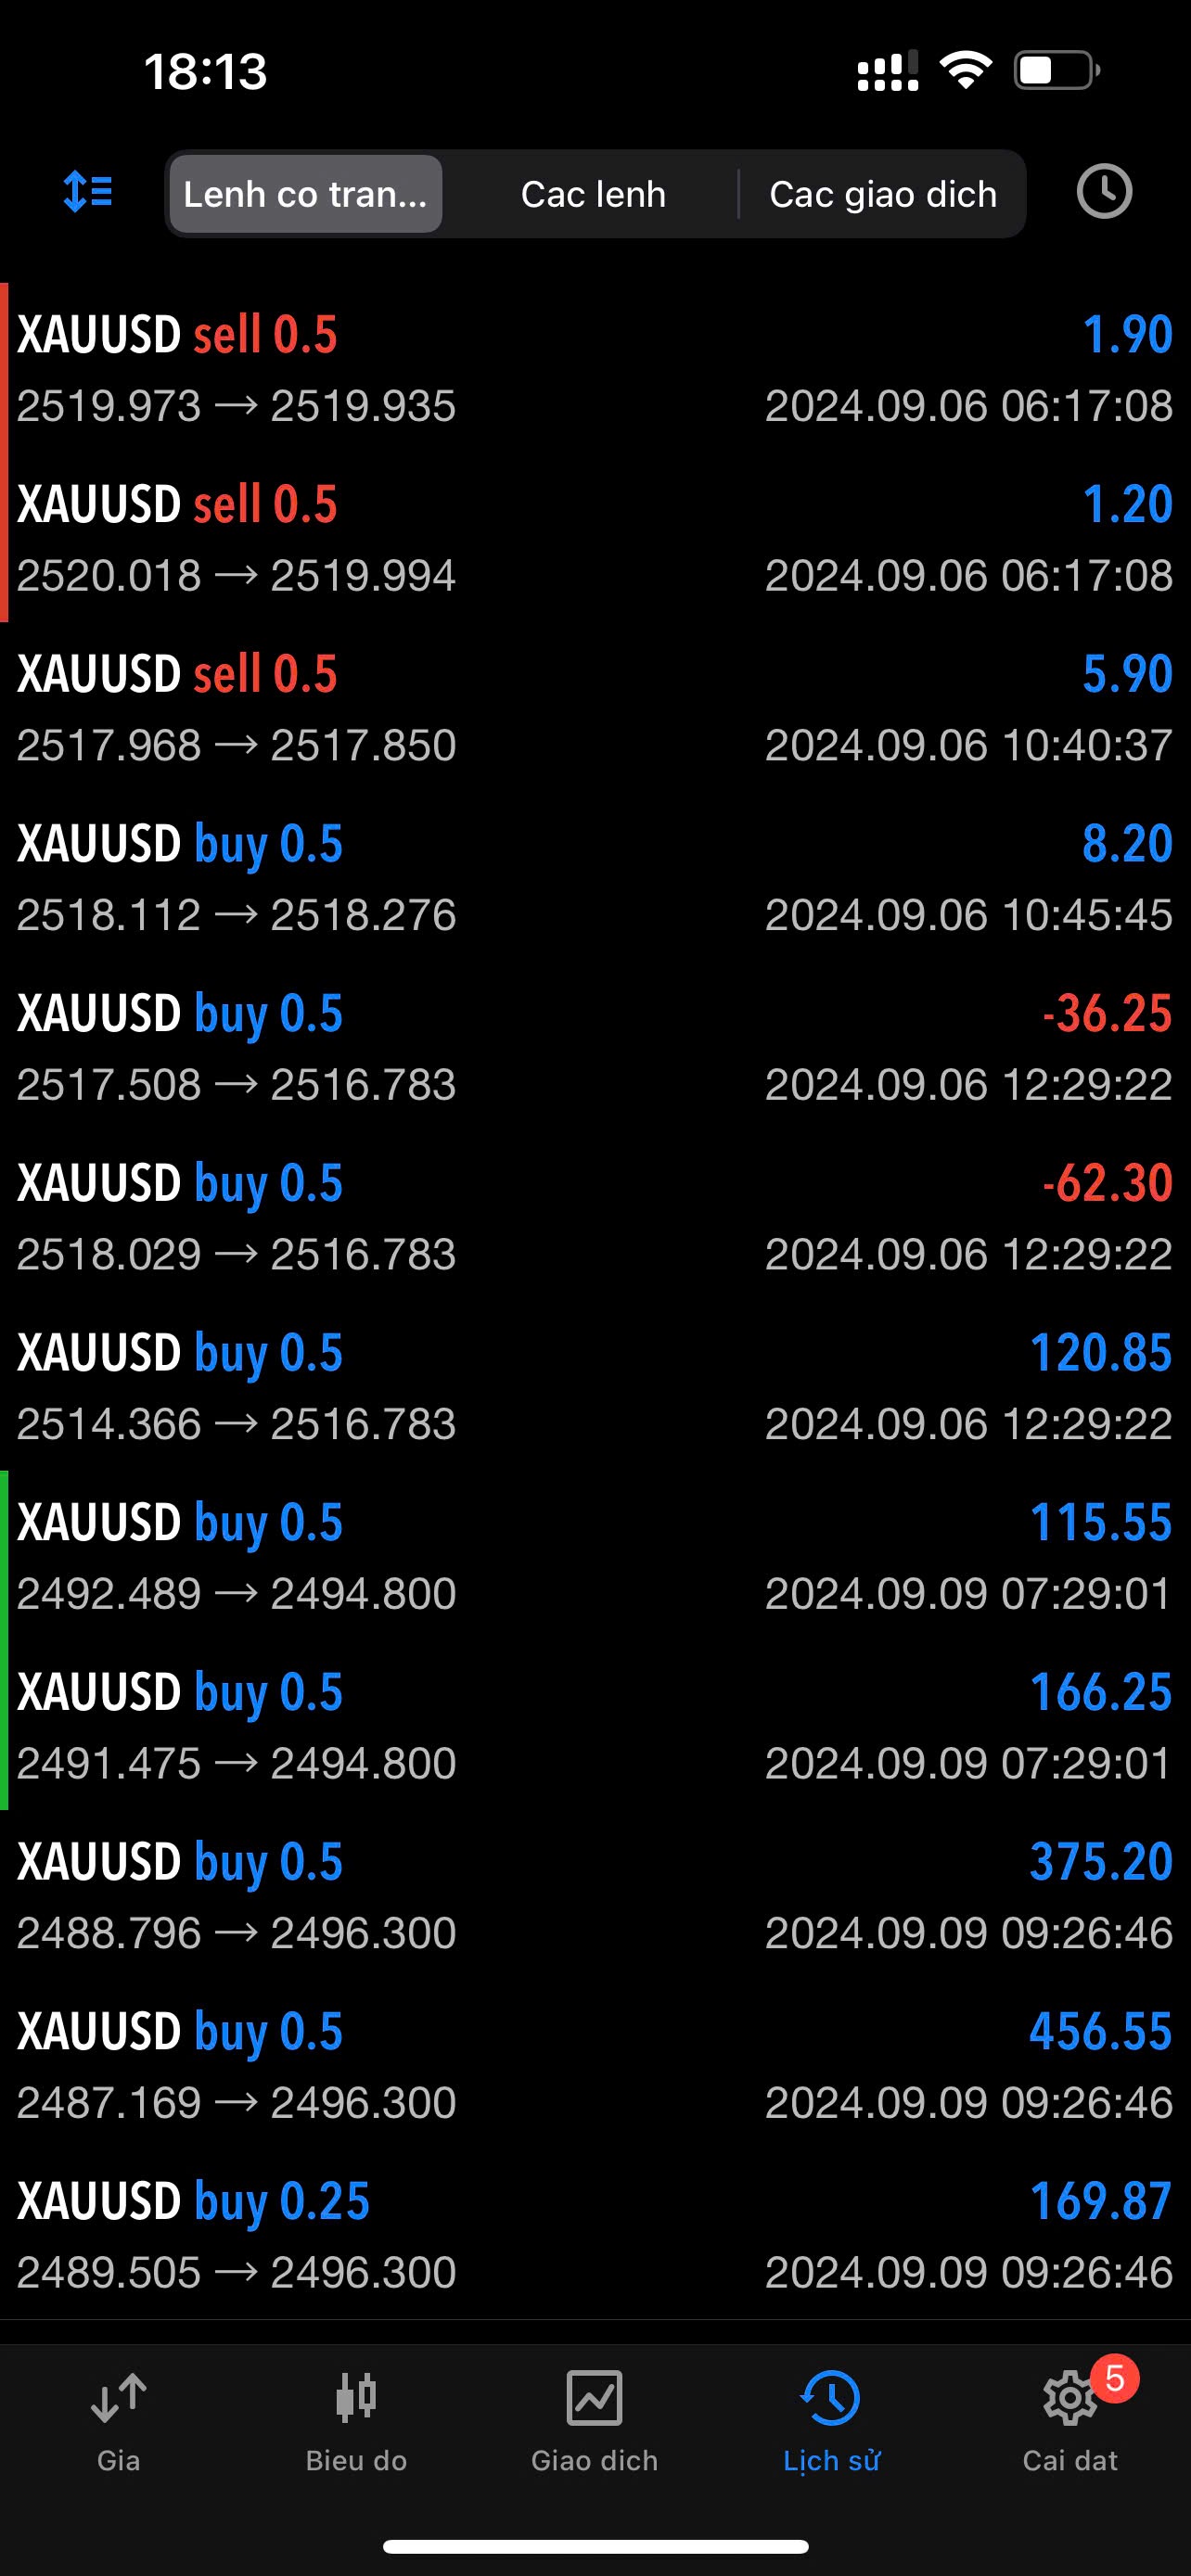 18:13
Lenh co tran... Cac lenh Cac giao dich
XAUUSD sell 0.5 1.90
2519.973 → 2519.935 2024.09.06 06:17:08
XAUUSD sell 0.5 1.20
2520.018 → 2519.994 2024.09.06 06:17:08
XAUUSD sell 0.5 5.90
2517.968 → 2517.850 2024.09.06 10:40:37
XAUUSD buy 0.5 8.20
2518.112 → 2518.276 2024.09.06 10:45:45
XAUUSD buy 0.5 -36.25
2517.508 → 2516.783 2024.09.06 12:29:22
XAUUSD buy 0.5 -62.30
2518.029 → 2516.783 2024.09.06 12:29:22
XAUUSD buy 0.5 120.85
2514.366 → 2516.783 2024.09.06 12:29:22
XAUUSD buy 0.5 115.55
2492.489 → 2494.800 2024.09.09 07:29:01
XAUUSD buy 0.5 166.25
2491.475 → 2494.800 2024.09.09 07:29:01
XAUUSD buy 0.5 375.20
2488.796 → 2496.300 2024.09.09 09:26:46
XAUUSD buy 0.5 456.55
2487.169 → 2496.300 2024.09.09 09:26:46
XAUUSD buy 0.25 169.87
2489.505 → 2496.300 2024.09.09 09:26:46
5
Gia Bieu do Giao dich Lịch sử Cai dat